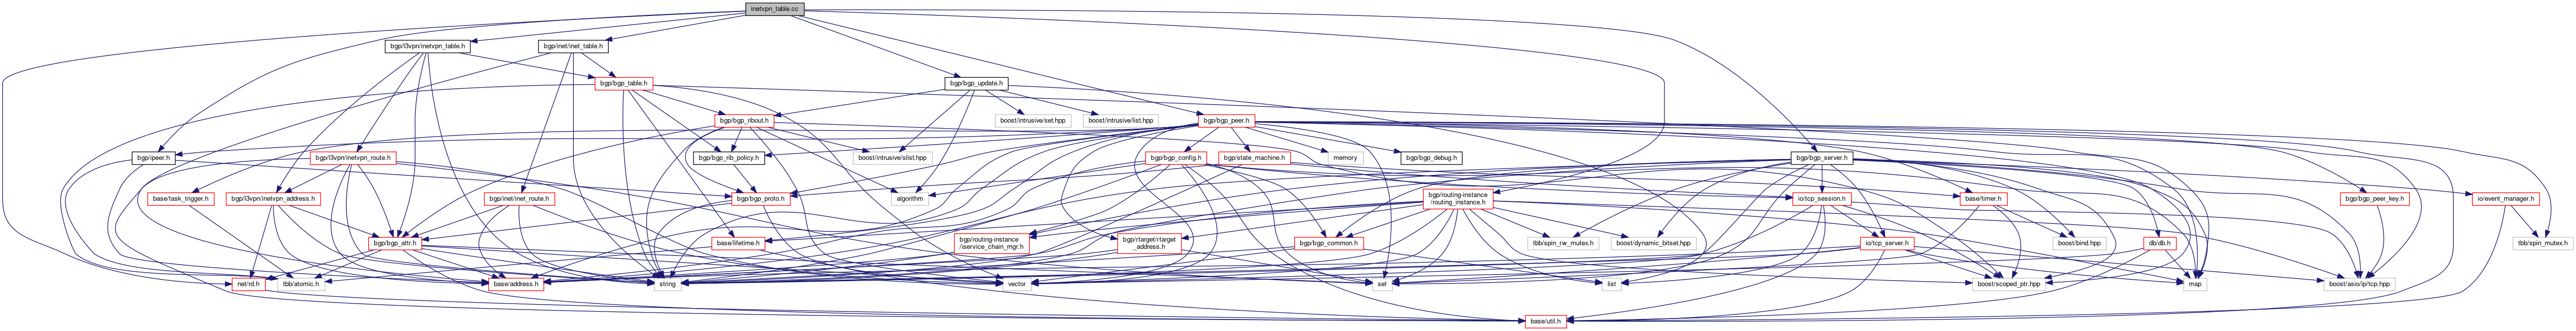 inetvpn_table.cc
bgp/l3vpn/inetvpn_table.h
bgp/inet/inet_table.h
bgp/bgp_table.h
bgp/bgp_update.h
bgp/bgp_ribout.h
boost/intrusive/set.hpp
boost/intrusive/list.hpp
bgp/bgp_peer.h
bgp/ipeer.h
bgp/l3vpn/inetvpn_route.h
bgp/bgp_rib_policy.h
boost/intrusive/slist.hpp
bgp/bgp_config.h
bgp/state_machine.h
memory
bgp/bgp_debug.h
bgp/bgp_server.h
base/task_trigger.h
bgp/l3vpn/inetvpn_address.h
bgp/inet/inet_route.h
bgp/bgp_proto.h
algorithm
bgp/routing-instance
/routing_instance.h
io/tcp_session.h
base/timer.h
bgp/bgp_peer_key.h
io/event_manager.h
bgp/bgp_attr.h
base/lifetime.h
bgp/routing-instance
/iservice_chain_mgr.h
bgp/rtarget/rtarget
_address.h
bgp/bgp_common.h
tbb/spin_rw_mutex.h
boost/dynamic_bitset.hpp
io/tcp_server.h
boost/bind.hpp
db/db.h
tbb/spin_mutex.h
net/rd.h
tbb/atomic.h
base/address.h
string
vector
set
list
boost/scoped_ptr.hpp
map
boost/asio/ip/tcp.hpp
base/util.h